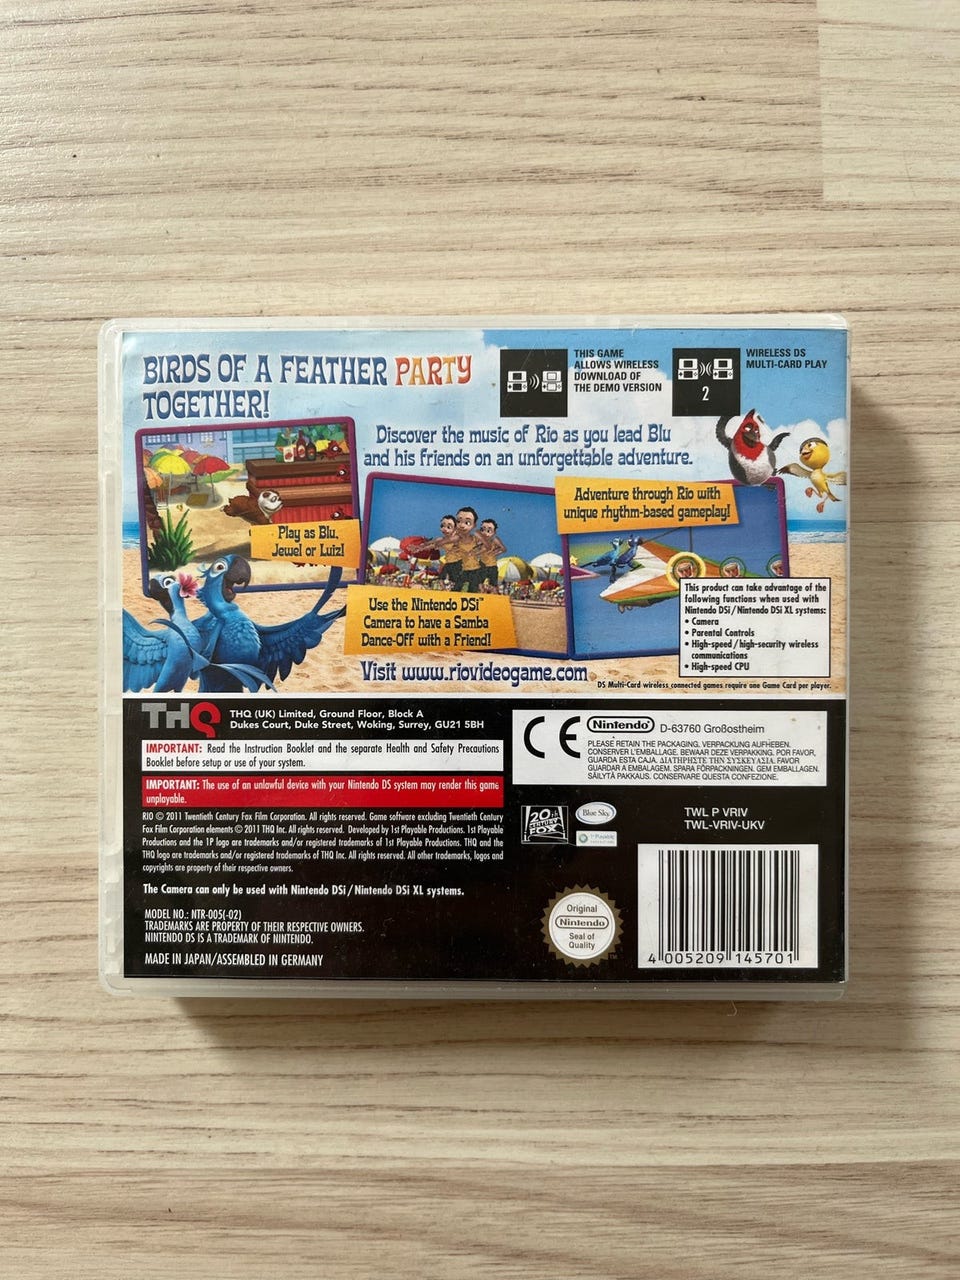 BIRDS OF A FEATHER PARTY
TOGETHER!
THIS GAME
ALLOWS WIRELESS
DOWNLOAD OF
THE DEMO VERSION
2
WIRELESS DS
MULTI-CARD PLAY
Discover the music of Rio as you lead Blu
and his friends on an unforgettable adventure.
Play as Blu,
Jewel or Luiz!
Use the Nintendo DSi™
Camera to have a Samba
Dance-Off with a Friend!
Adventure through Rio with
unique rhythm-based gameplay!
This product can take advantage of the
following functions when used with
Nintendo DSi/Nintendo DSi XL systems:
• Camera
• Parental Controls
• High-speed/high-security wireless
communications
• High-speed CPU
Visit www.riovideogame.com
DS Multi-Card wireless connected games require one Game Card per player.
THQ
THQ (UK) Limited, Ground Floor, Block A
Dukes Court, Duke Street, Woking, Surrey, GU21 5BH
IMPORTANT: Read the Instruction Booklet and the separate Health and Safety Precautions
Booklet before setup or use of your system.
IMPORTANT: The use of an unlawful device with your Nintendo DS system may render this game
unplayable.
RIO © 2011 Twentieth Century Fox Film Corporation. All rights reserved. Game software excluding Twentieth Century
Fox Film Corporation elements © 2011 THQ Inc. All rights reserved. Developed by 1st Playable Productions. 1st Playable
Productions and the 1P logo are trademarks and/or registered trademarks of 1st Playable Productions. THQ and the
THQ logo are trademarks and/or registered trademarks of THQ Inc. All rights reserved. All other trademarks, logos and
copyrights are property of their respective owners.
The Camera can only be used with Nintendo DSi/Nintendo DSi XL systems.
MODEL NO.: NTR-005(-02)
TRADEMARKS ARE PROPERTY OF THEIR RESPECTIVE OWNERS.
NINTENDO DS IS A TRADEMARK OF NINTENDO.
MADE IN JAPAN/ASSEMBLED IN GERMANY
CE
Nintendo D-63760 Großostheim
PLEASE RETAIN THE PACKAGING. VERPACKUNG AUFHEBEN.
CONSERVER L'EMBALLAGE. BEWAAR DEZE VERPAKKING. POR FAVOR,
GUARDA ESTA CAJA. ΔΙΑΤΗΡΗΣΤΕ ΤΗΝ ΣΥΣΚΕΥΑΣΙΑ. FAVOR
GUARDAR A EMBALAGEM. SPARA FÖRPACKNINGEN. GEM EMBALLAGEN.
SÄILYTÄ PAKKAUS. CONSERVARE QUESTA CONFEZIONE.
20th
CENTURY
FOX
Blue Sky
1st Playable
TWL P VRIV
TWL-VRIV-UKV
Original
Nintendo
Seal of
Quality
TM
4 005209 145701